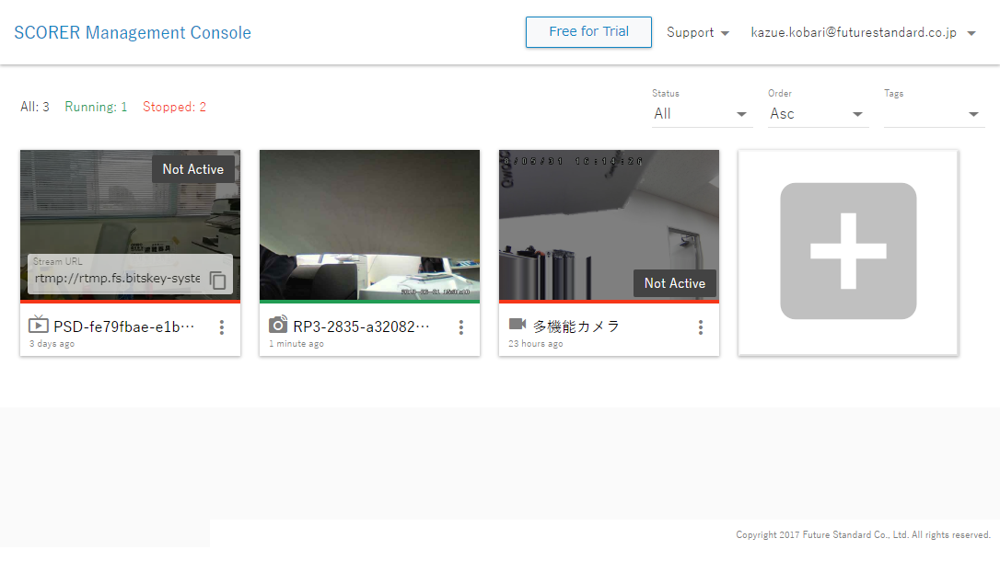 SCORER Management Console
Free for Trial
Support
kazue.kobari@futurestandard.co.jp
All: 3 Running: 1 Stopped: 2
Status
All
Order
Asc
Tags
Not Active
Stream URL
rtmp://rtmp.fs.bitskey-syste
PSD-fe79fbae-e1b…
3 days ago
RP3-2835-a32082…
1 minute ago
8/05/31 16:14:26
Not Active
多機能カメラ
23 hours ago
Copyright 2017 Future Standard Co., Ltd. All rights reserved.